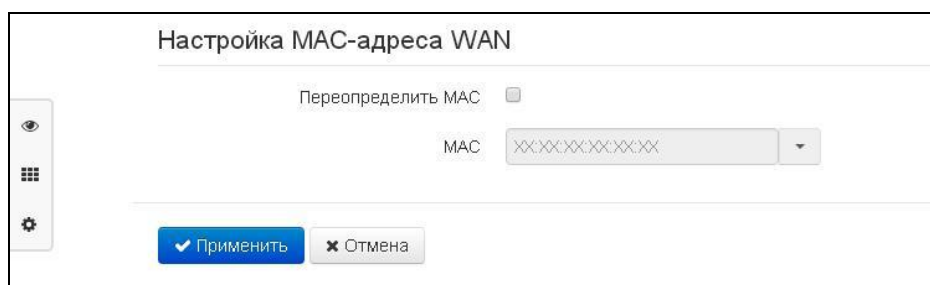 Настройка MAC-адреса WAN
Переопределить MAC
MAC XX:XX:XX:XX:XX:XX
Применить Отмена